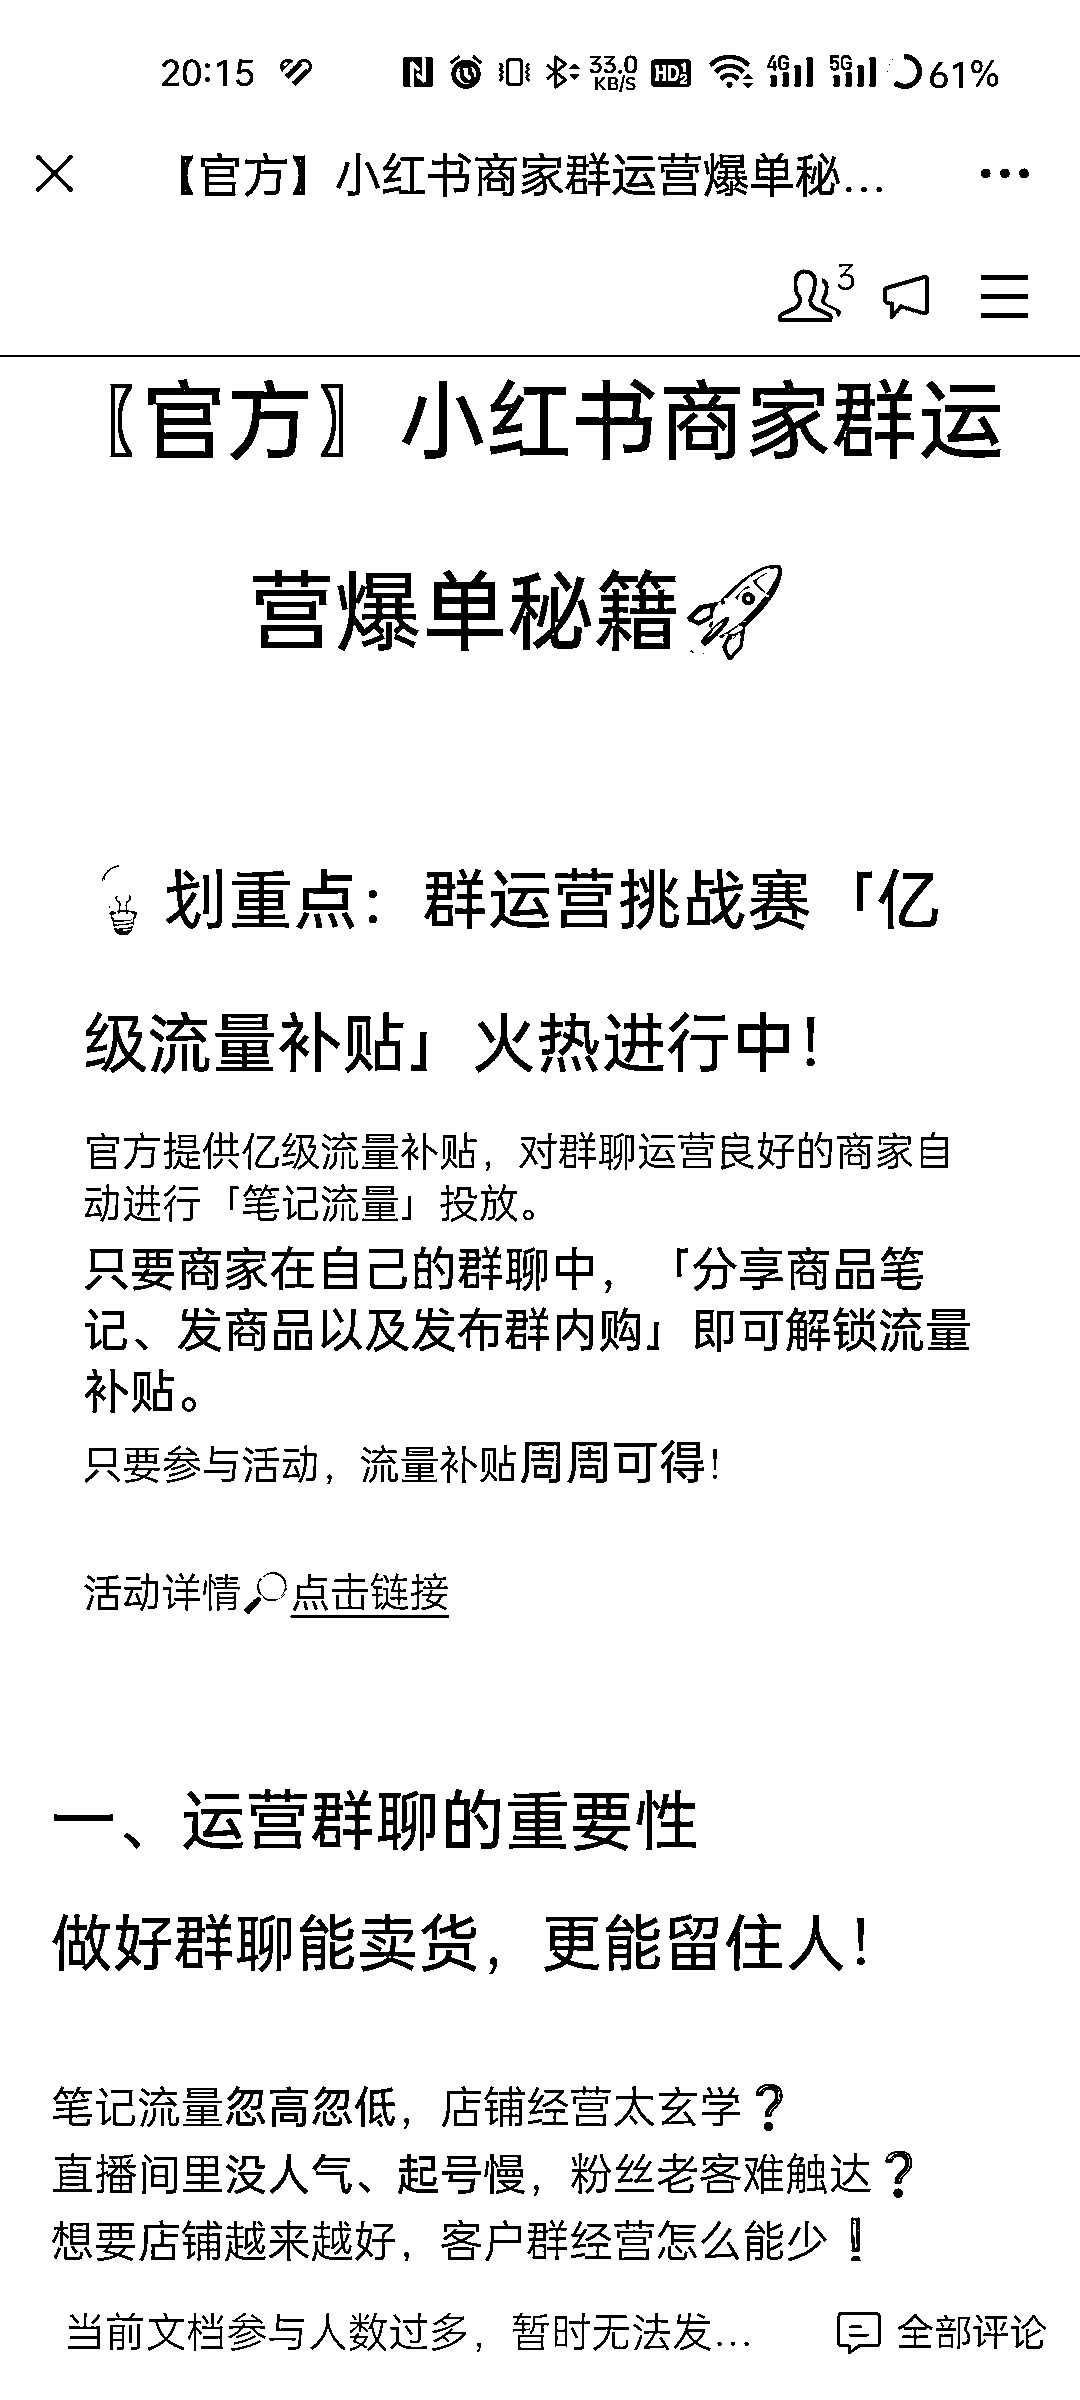 20:15 33.0 KB/S HD 1 2 4G 5G 61%
【官方】小红书商家群运营爆单秘...
3
〖官方〗小红书商家群运
营爆单秘籍🚀
💡 划重点：群运营挑战赛「亿
级流量补贴」火热进行中！
官方提供亿级流量补贴，对群聊运营良好的商家自
动进行「笔记流量」投放。
只要商家在自己的群聊中，「分享商品笔
记、发商品以及发布群内购」即可解锁流量
补贴。
只要参与活动，流量补贴周周可得！
活动详情🔎点击链接
一、运营群聊的重要性
做好群聊能卖货，更能留住人！
笔记流量忽高忽低，店铺经营太玄学❓
直播间里没人气、起号慢，粉丝老客难触达❓
想要店铺越来越好，客户群经营怎么能少❗
当前文档参与人数过多，暂时无法发... 全部评论